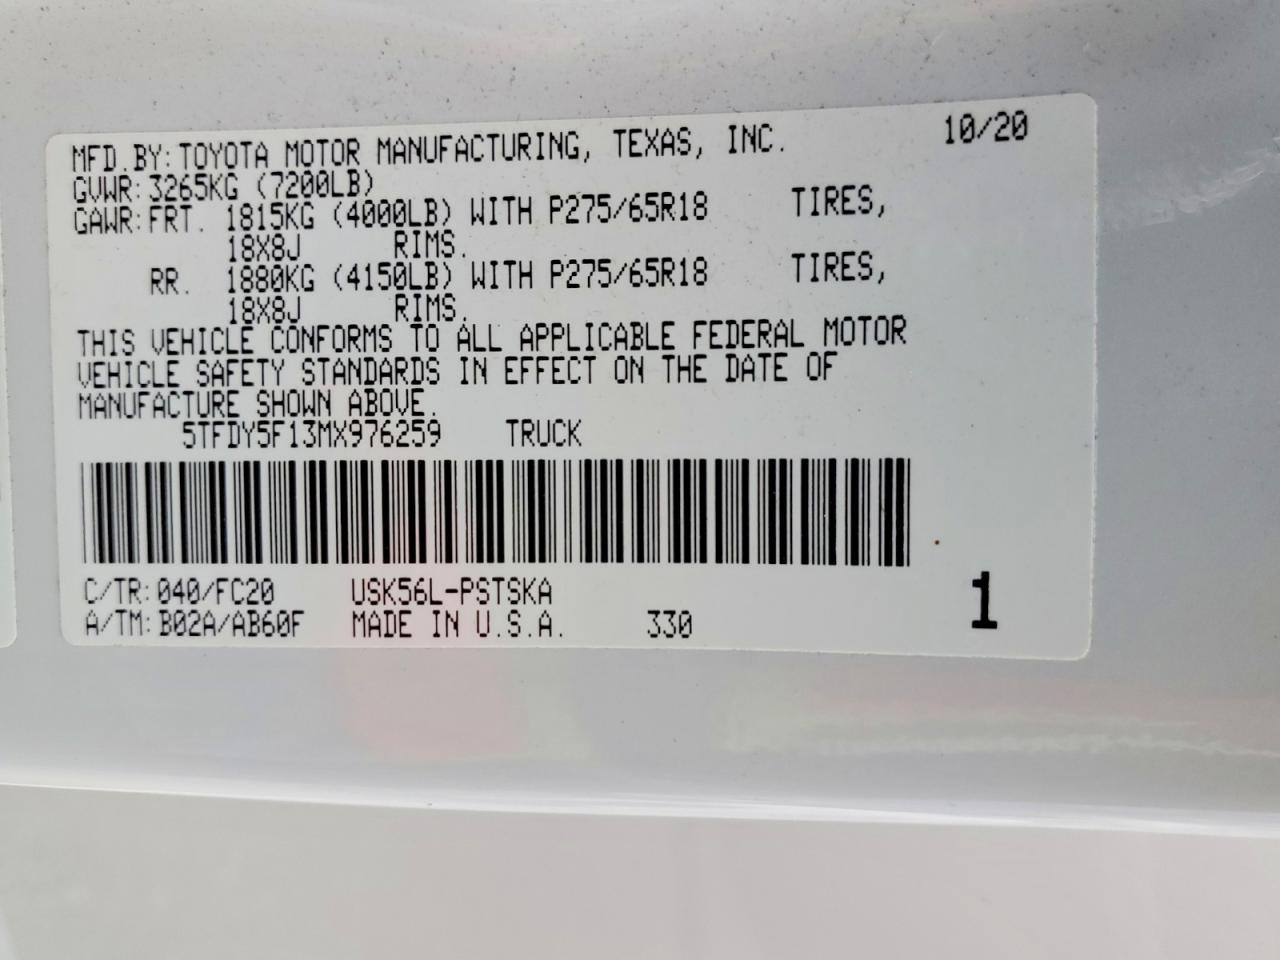 MFD.BY:TOYOTA MOTOR MANUFACTURING, TEXAS, INC. 10/20
GVWR:3265KG (7200LB)
GAWR:FRT. 1815KG (4000LB) WITH P275/65R18 TIRES,
18X8J RIMS.
RR. 1880KG (4150LB) WITH P275/65R18 TIRES,
18X8J RIMS.
THIS VEHICLE CONFORMS TO ALL APPLICABLE FEDERAL MOTOR
VEHICLE SAFETY STANDARDS IN EFFECT ON THE DATE OF
MANUFACTURE SHOWN ABOVE.
5TFDY5F13MX976259 TRUCK
C/TR:040/FC20 USK56L-PSTSKA 1
A/TM:B02A/AB60F MADE IN U.S.A. 330